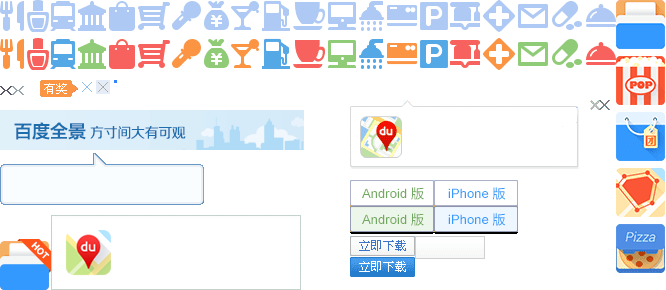 P
P
有奖
POP
百度全景 方寸间大有可观
du
团
Android 版 iPhone 版
Android 版 iPhone 版
Pizza
HOT
du
立即下载
立即下载